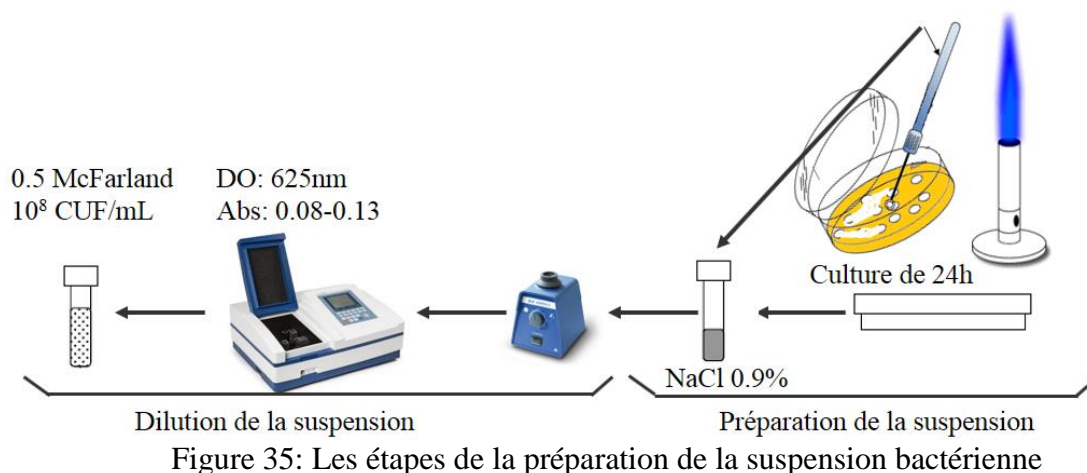 0.5 McFarland DO: 625nm
10⁸ CUF/mL Abs: 0.08-0.13
Culture de 24h
NaCl 0.9%
Dilution de la suspension Préparation de la suspension
Figure 35: Les étapes de la préparation de la suspension bactérienne